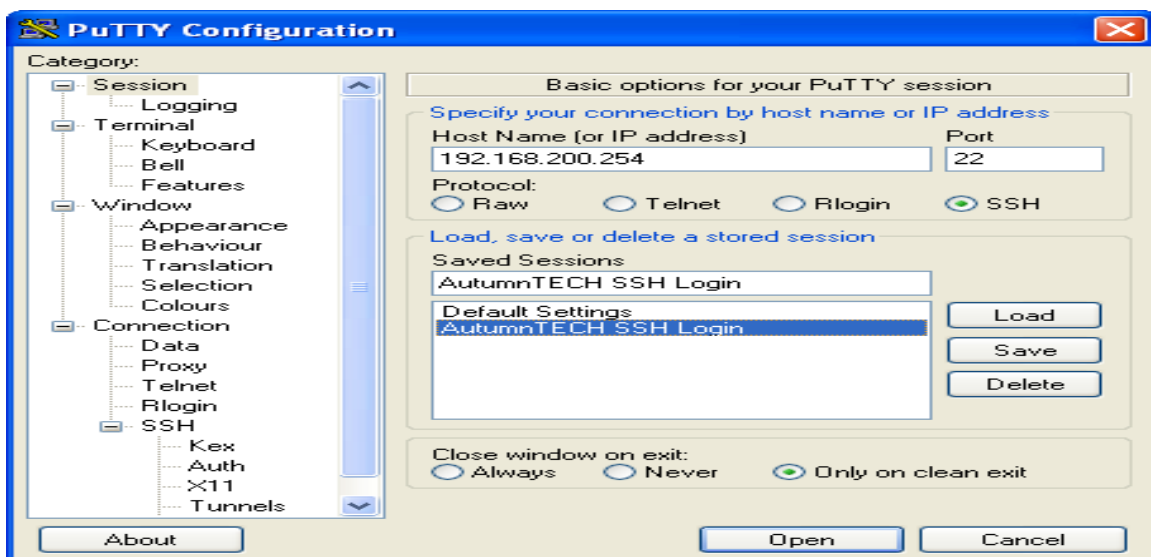 PuTTY Configuration
Category:
Session
Logging
Terminal
Keyboard
Bell
Features
Window
Appearance
Behaviour
Translation
Selection
Colours
Connection
Data
Proxy
Telnet
Rlogin
SSH
Kex
Auth
X11
Tunnels
Basic options for your PuTTY session
Specify your connection by host name or IP address
Host Name (or IP address) Port
192.168.200.254 22
Protocol:
Raw Telnet Rlogin SSH
Load, save or delete a stored session
Saved Sessions
AutumnTECH SSH Login
Default Settings
AutumnTECH SSH Login
Load
Save
Delete
Close window on exit:
Always Never Only on clean exit
About Open Cancel